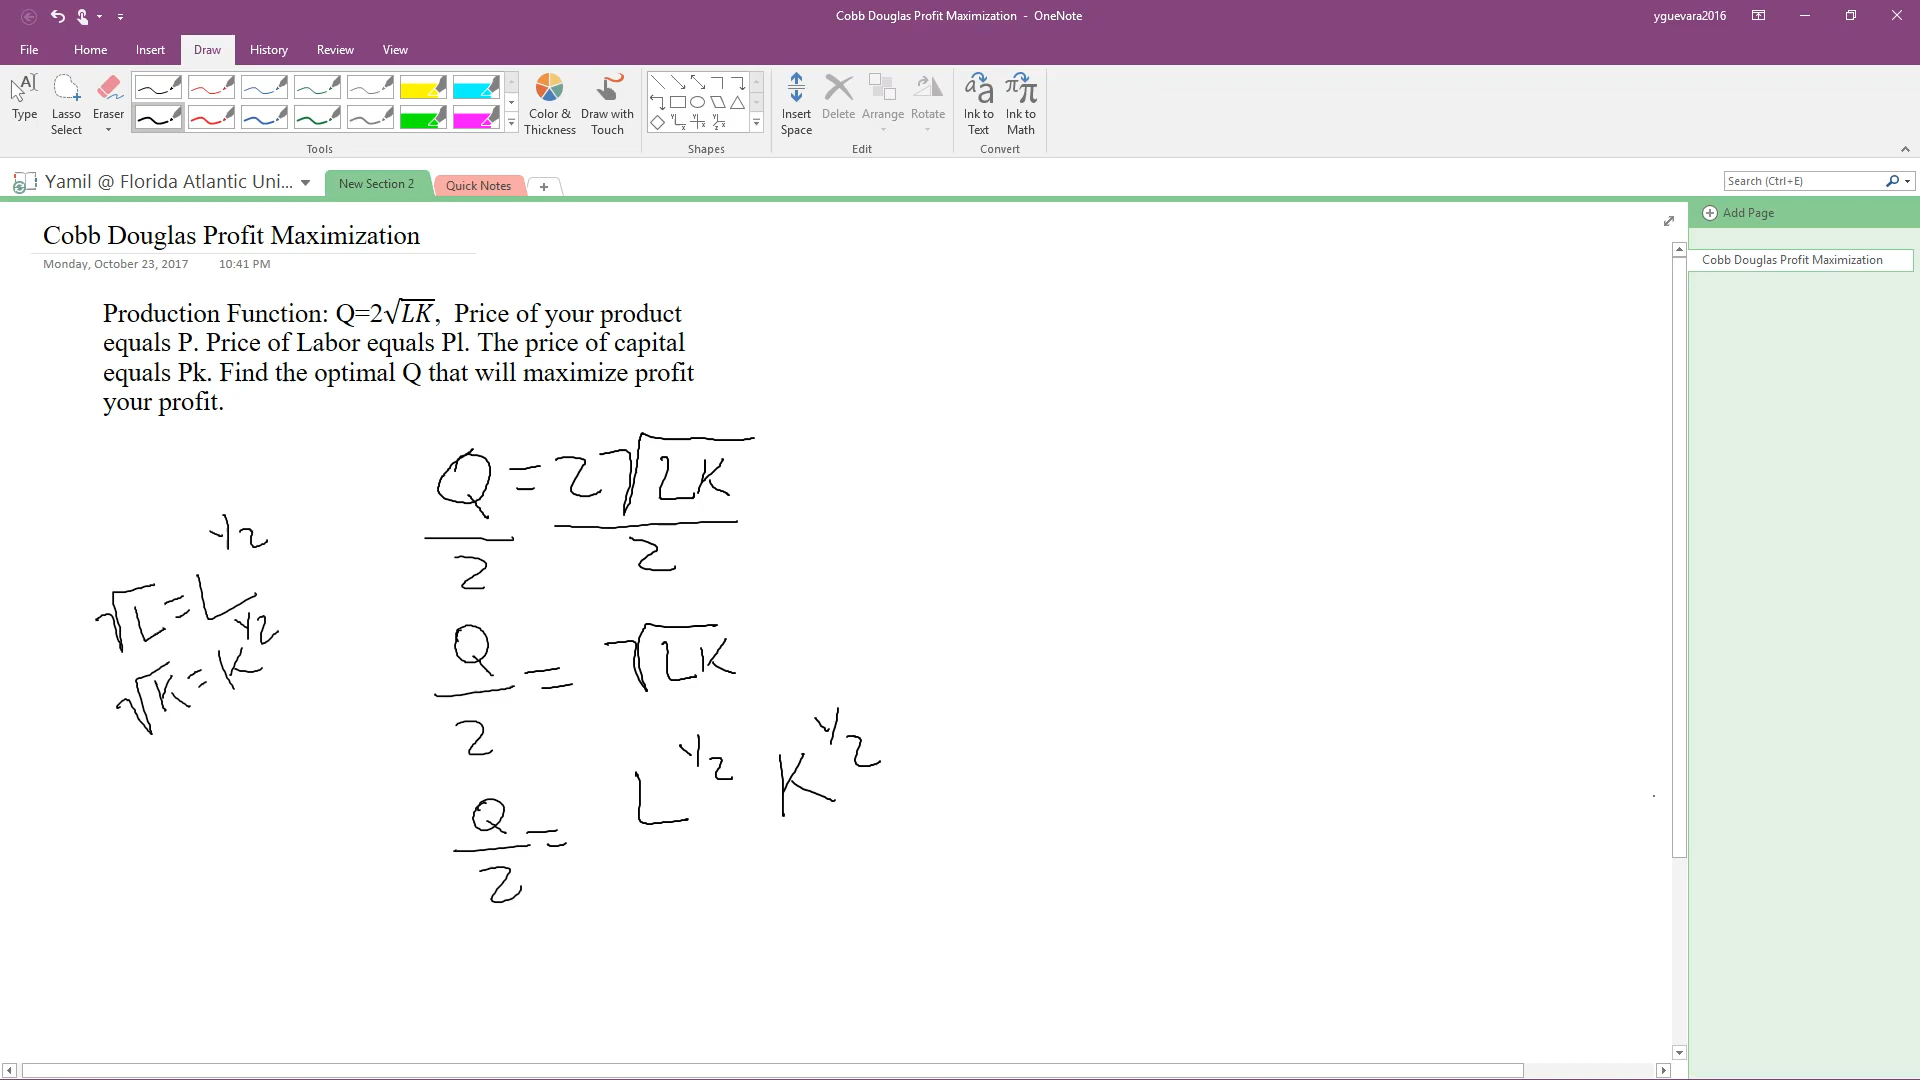 Cobb Douglas Profit Maximization - OneNote
yguevara2016
File Home Insert Draw History Review View
Type
Lasso Select
Eraser
Color & Thickness
Draw with Touch
Insert Space
Delete
Arrange
Rotate
Ink to Text
Ink to Math
Tools
Shapes
Edit
Convert
Yamil @ Florida Atlantic Uni...
New Section 2
Quick Notes
Search (Ctrl+E)
Add Page
Cobb Douglas Profit Maximization
Cobb Douglas Profit Maximization
Monday, October 23, 2017 10:41 PM
Production Function: Q=2√LK, Price of your product
equals P. Price of Labor equals Pl. The price of capital
equals Pk. Find the optimal Q that will maximize profit
your profit.
Q/2 = 2√LK/2
√L = L^1/2
√K = K^1/2
Q/2 = √LK
Q/2 = L^1/2 K^1/2